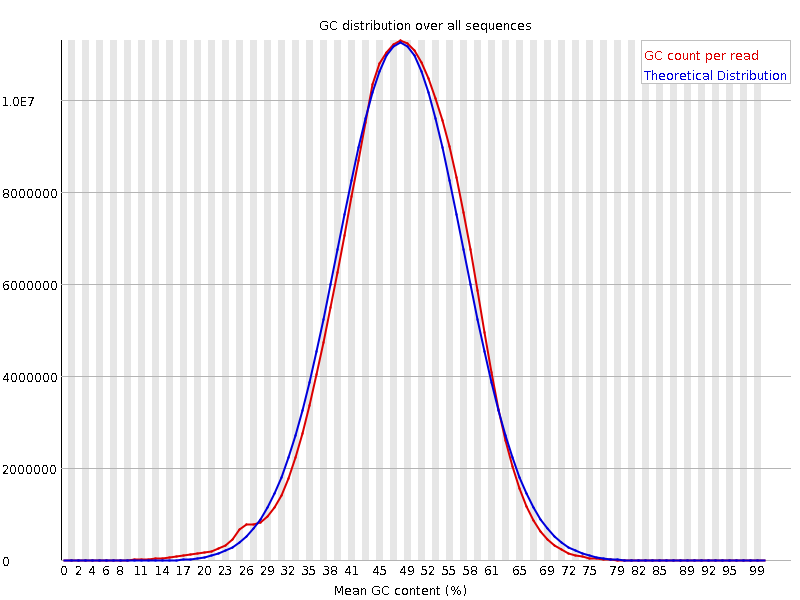 GC distribution over all sequences
GC count per read
Theoretical Distribution
1.0E7
8000000
6000000
4000000
2000000
0
0 2 4 6 8 11 14 17 20 23 26 29 32 35 38 41 45 49 52 55 58 61 65 69 72 75 79 82 85 89 92 95 99
Mean GC content (%)